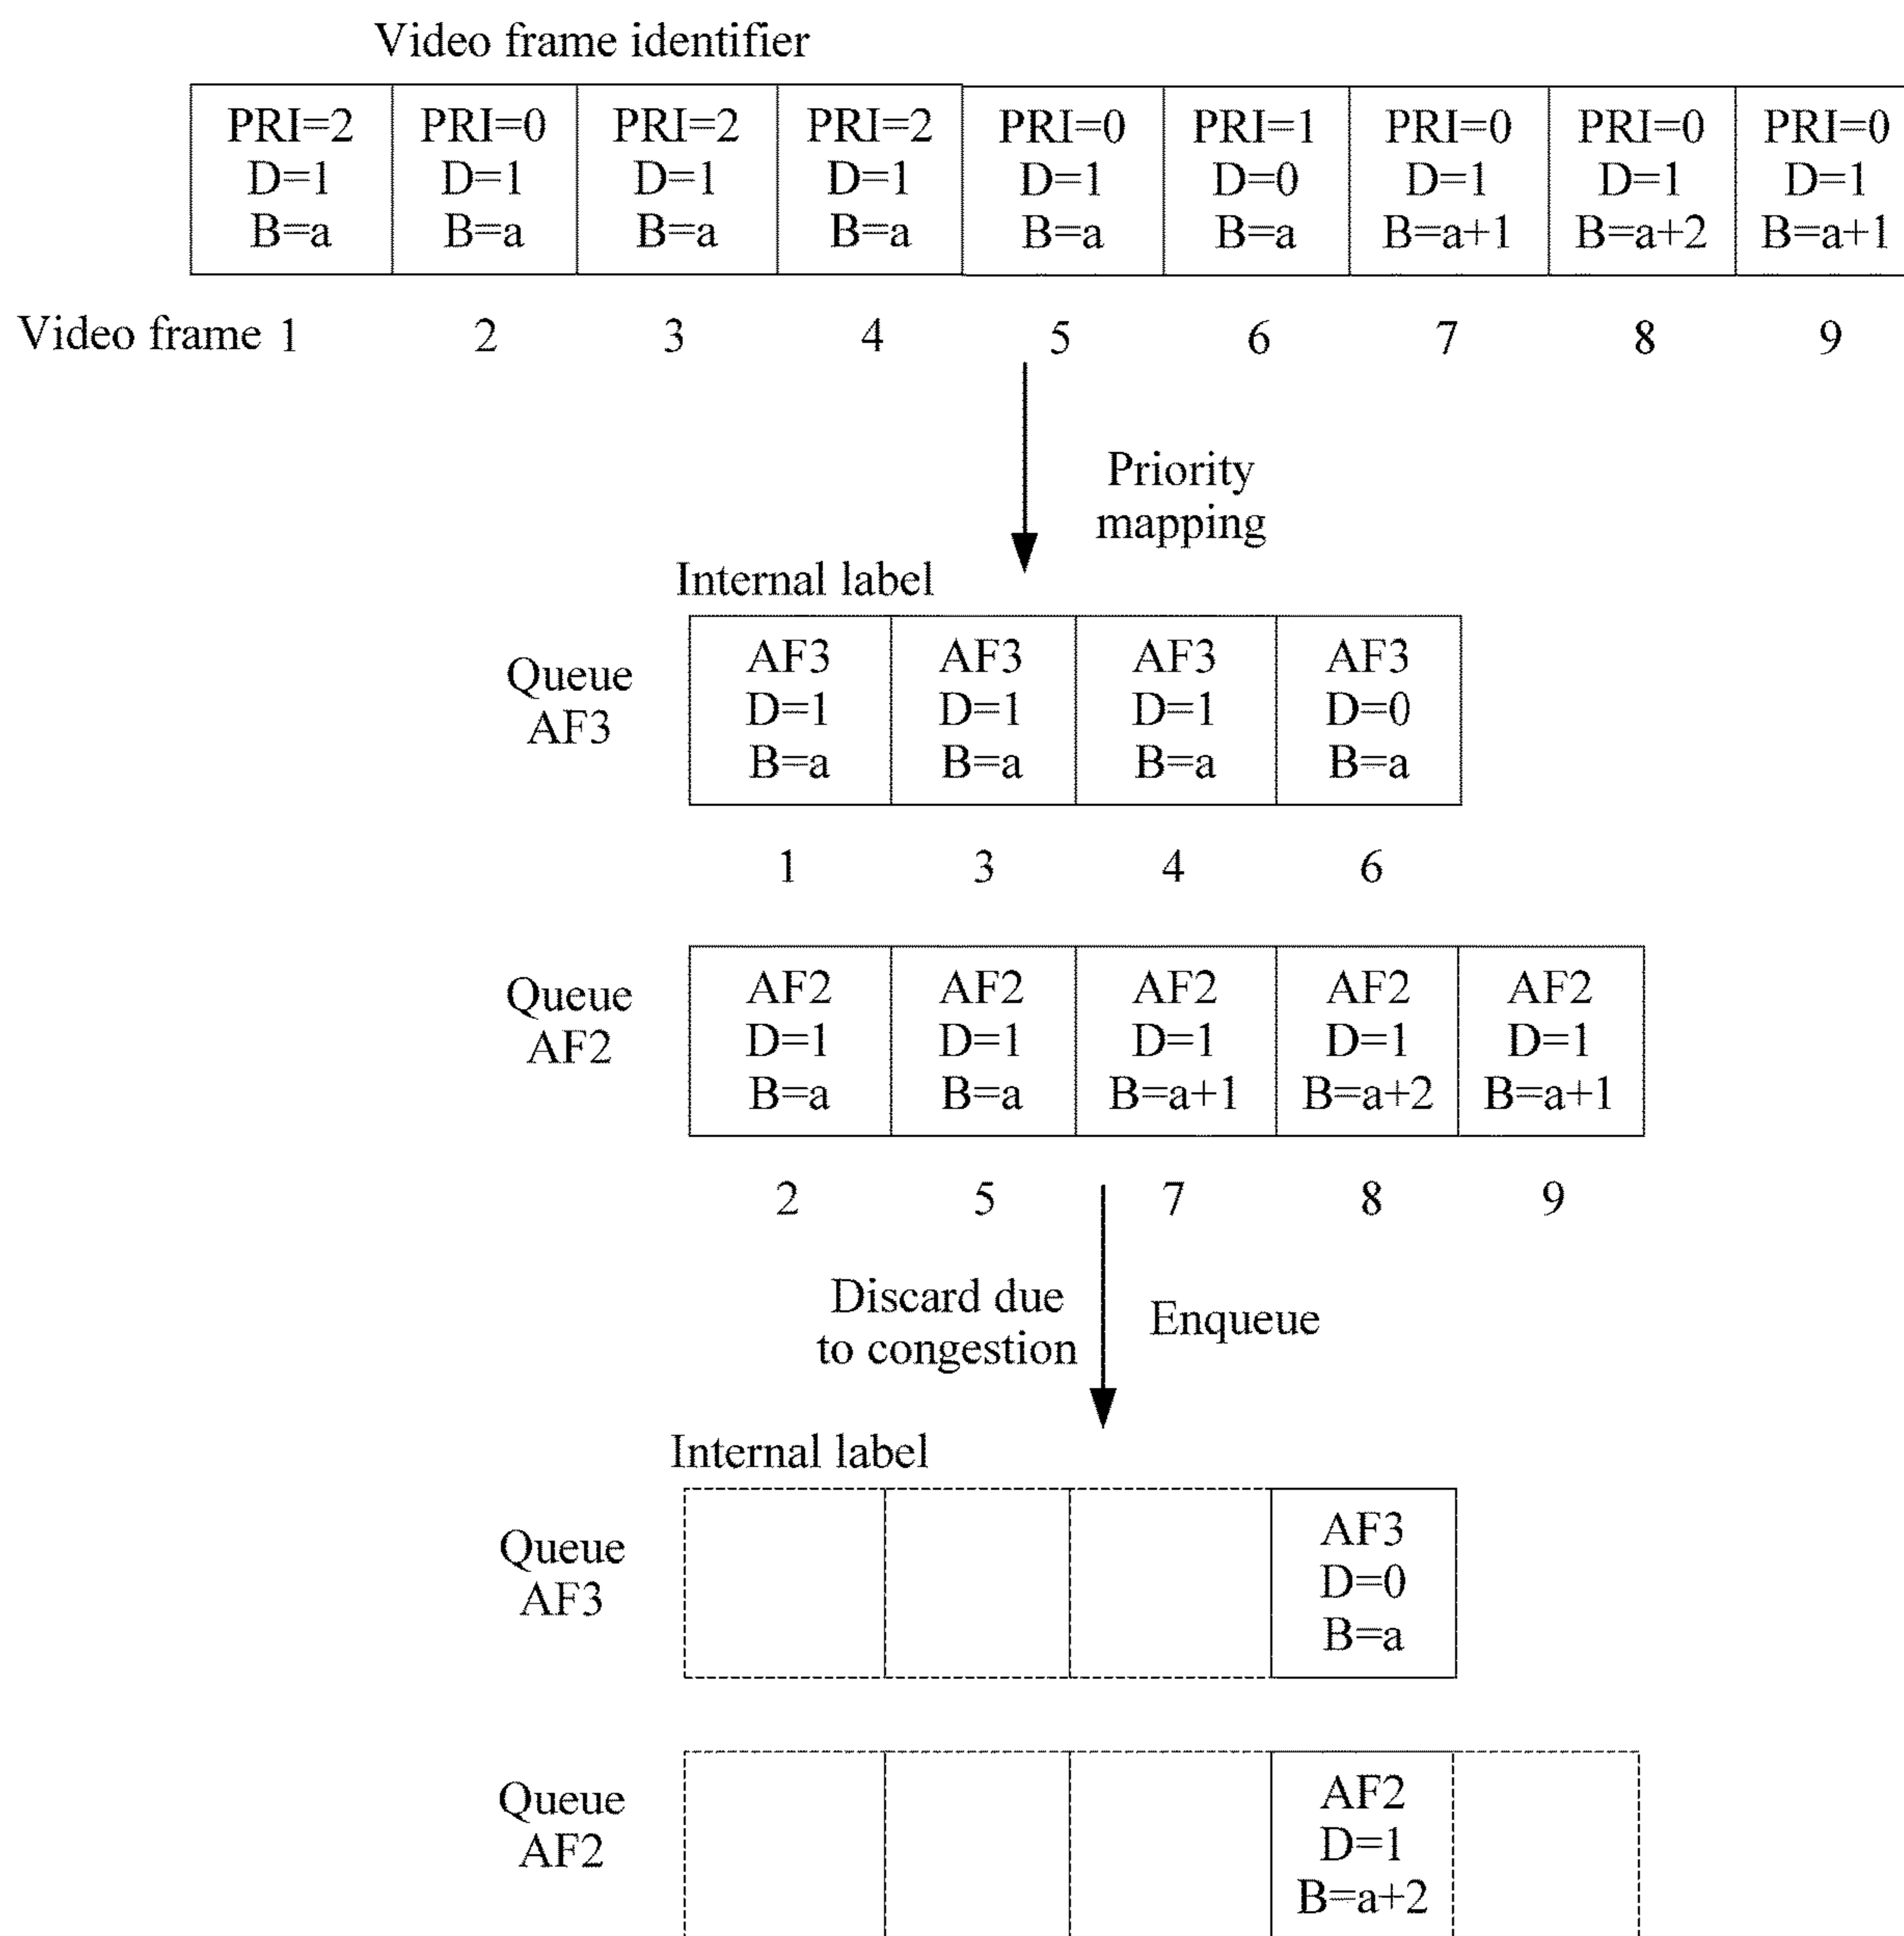 Video frame identifier
PRI=2 PRI=0 PRI=2 PRI=2 PRI=0 PRI=1 PRI=0 PRI=0 PRI=0
D=1 D=1 D=1 D=1 D=1 D=0 D=1 D=1 D=1
B=a B=a B=a B=a B=a B=a B=a+1 B=a+2 B=a+1
Video frame 1 2 3 4 5 6 7 8 9
Priority
mapping
Internal label
Queue
AF3
AF3 AF3 AF3 AF3
D=1 D=1 D=1 D=0
B=a B=a B=a B=a
1 3 4 6
Queue
AF2
AF2 AF2 AF2 AF2 AF2
D=1 D=1 D=1 D=1 D=1
B=a B=a B=a+1 B=a+2 B=a+1
2 5 7 8 9
Discard due
to congestion
Enqueue
Internal label
Queue
AF3
AF3
D=0
B=a
Queue
AF2
AF2
D=1
B=a+2